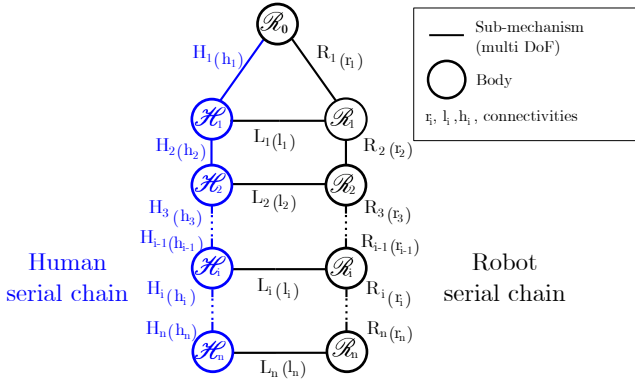 ℛ₀
H₁(h₁)
R₁(r₁)
Sub-mechanism
(multi DoF)
Body
rᵢ, lᵢ,hᵢ, connectivities
ℋ₁
L₁(l₁)
ℛ₁
H₂(h₂)
R₂(r₂)
ℋ₂
L₂(l₂)
ℛ₂
H₃(h₃)
R₃(r₃)
Hᵢ₋₁(hᵢ₋₁)
Rᵢ₋₁(rᵢ₋₁)
Human
serial chain
ℋᵢ
Lᵢ(lᵢ)
ℛᵢ
Robot
serial chain
Hᵢ(hᵢ)
Rᵢ(rᵢ)
Hₙ(hₙ)
Rₙ(rₙ)
ℋₙ
Lₙ(lₙ)
ℛₙ